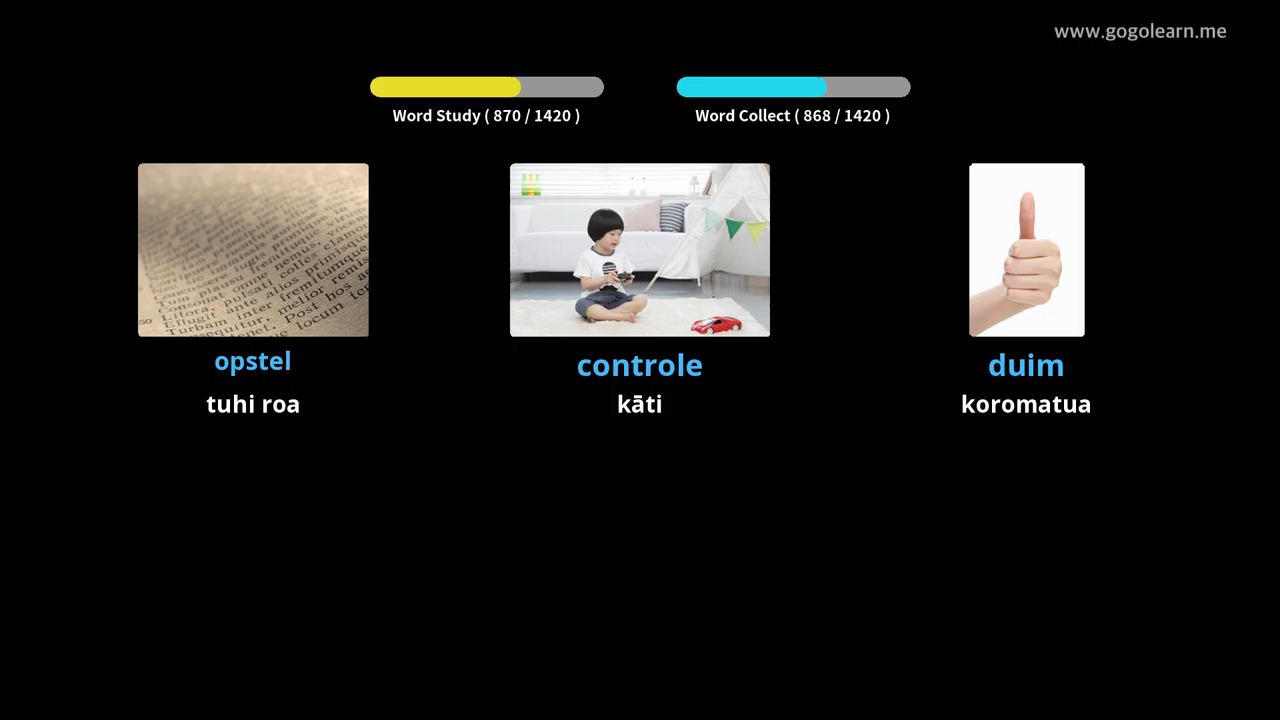 www.gogolearn.me
Word Study ( 870 / 1420 )
Word Collect ( 868 / 1420 )
opstel
controle
duim
tuhi roa
kāti
koromatua